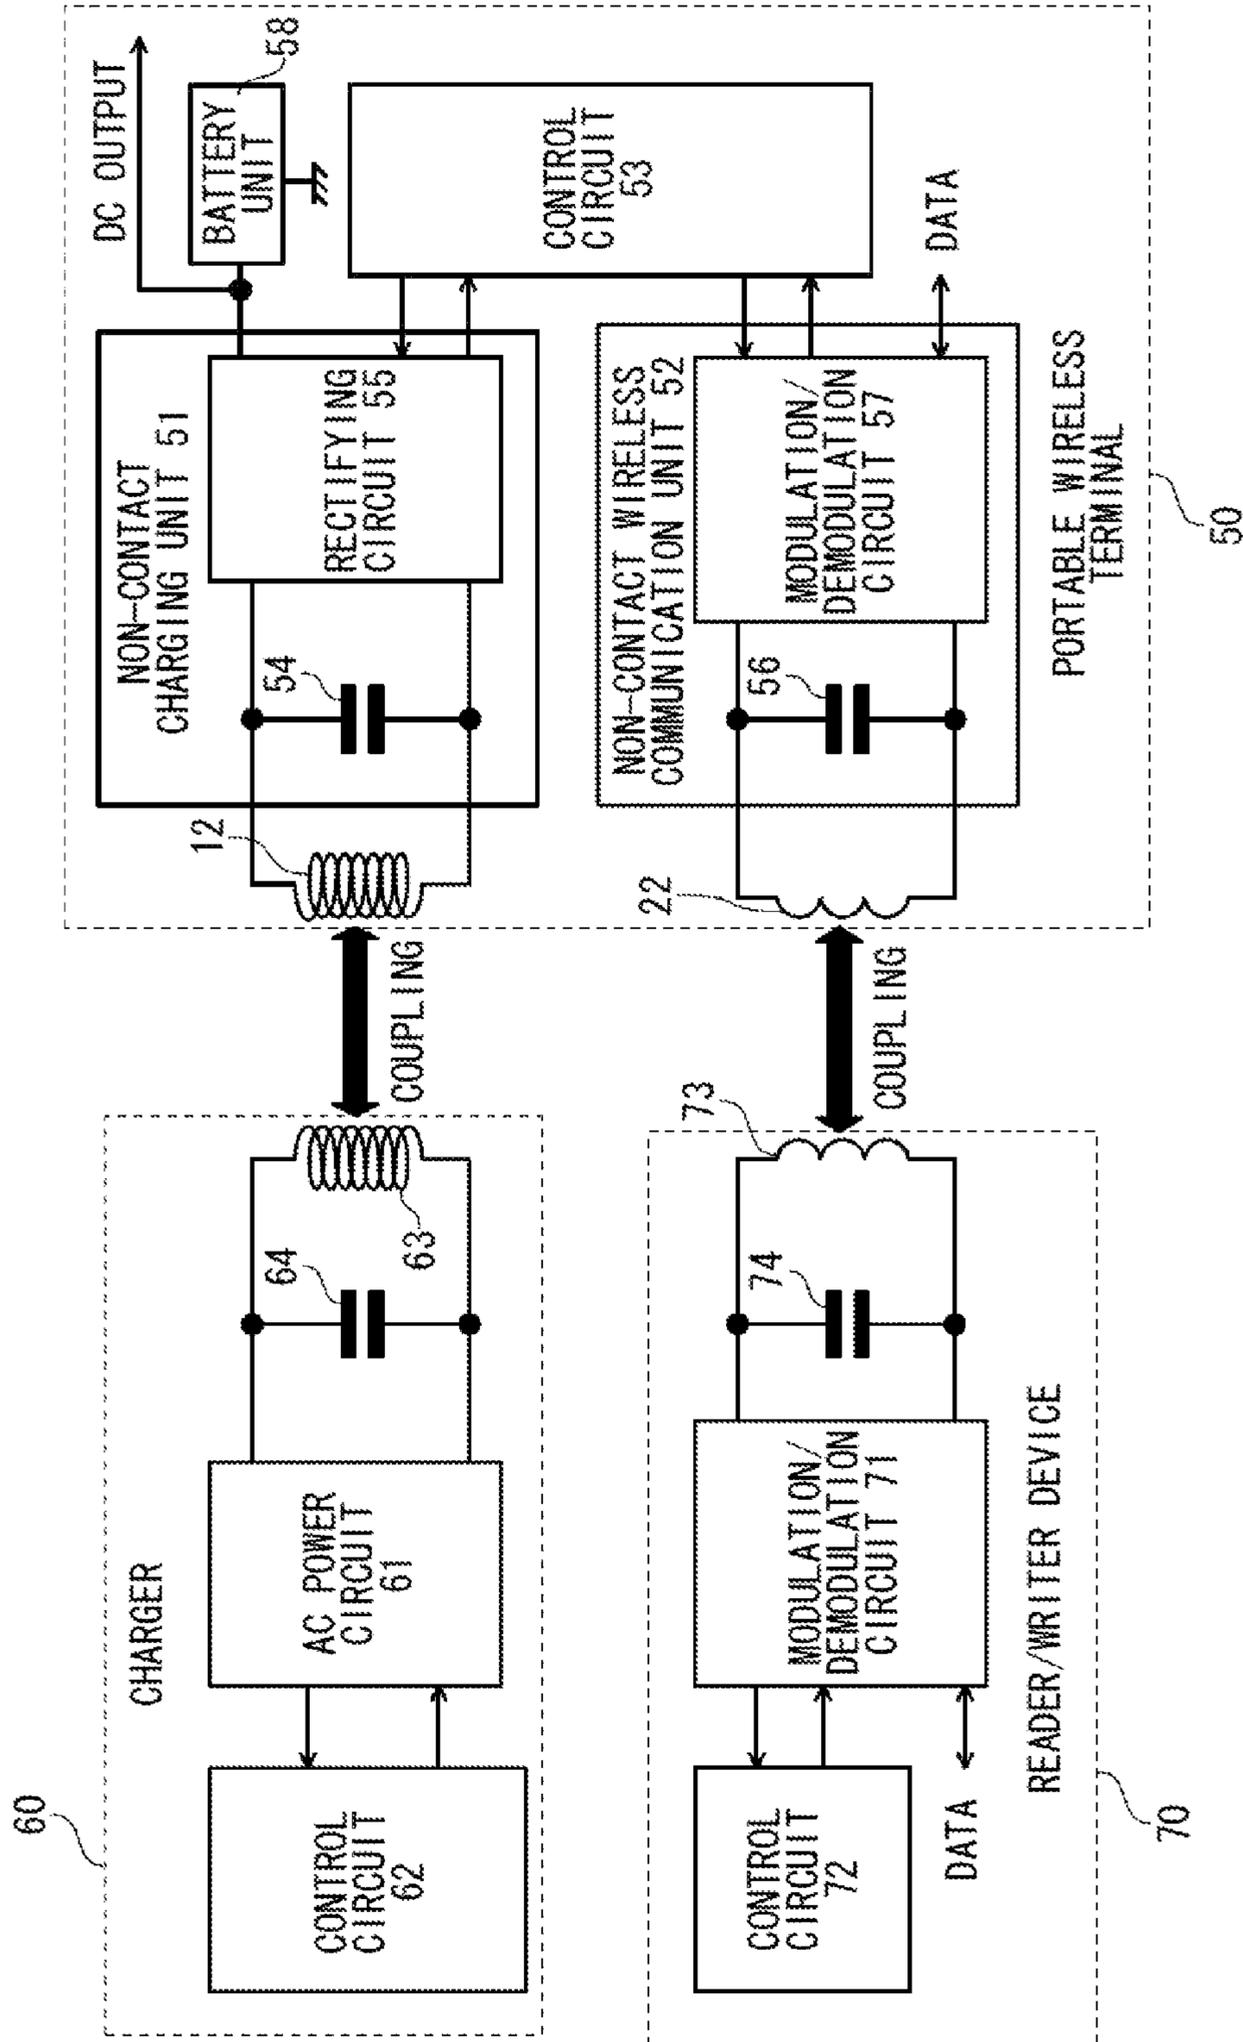 60
CHARGER
CONTROL
CIRCUIT
62
AC POWER
CIRCUIT
61
64
63
COUPLING
12
NON-CONTACT
CHARGING UNIT 51
54
RECTIFYING
CIRCUIT 55
DC OUTPUT
BATTERY
UNIT
58
CONTROL
CIRCUIT
53
CONTROL
CIRCUIT
72
DATA
MODULATION/
DEMODULATION
CIRCUIT 71
74
73
READER/WRITER DEVICE
70
COUPLING
22
NON-CONTACT WIRELESS
COMMUNICATION UNIT 52
56
MODULATION/
DEMODULATION
CIRCUIT 57
DATA
PORTABLE WIRELESS
TERMINAL
50